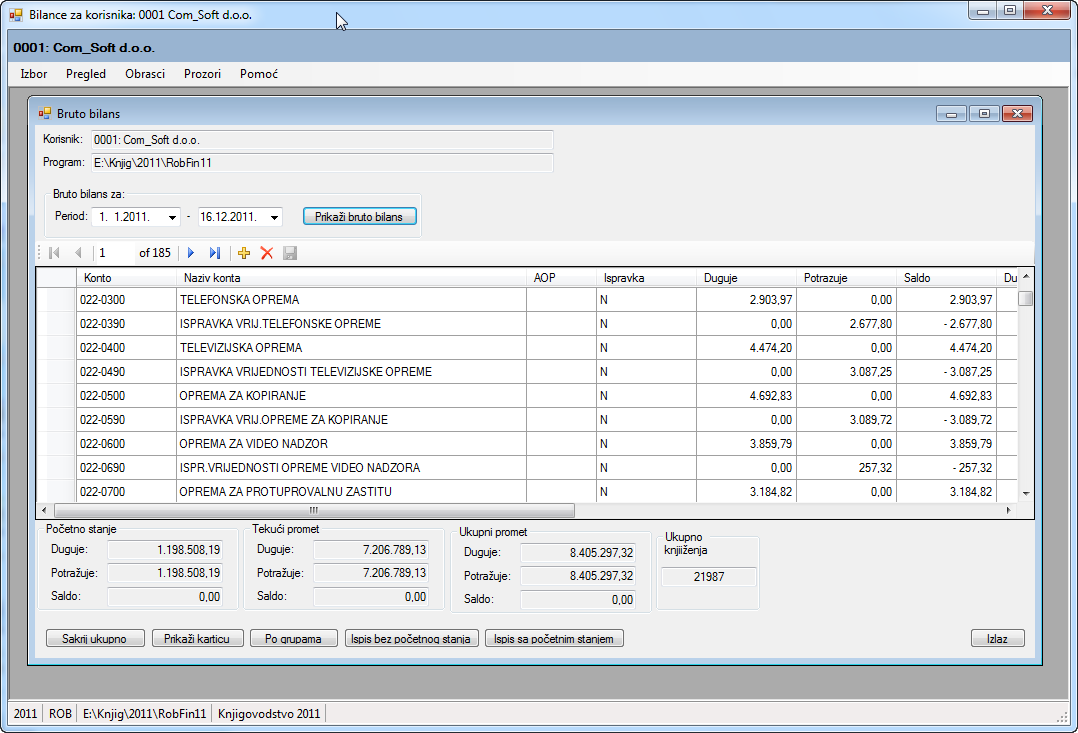 Bilance za korisnika: 0001 Com_Soft d.o.o.
0001: Com_Soft d.o.o.
Izbor Pregled Obrasci Prozori Pomoć
Bruto bilans
Korisnik: 0001: Com_Soft d.o.o.
Program: E:\Knjig\2011\RobFin11
Bruto bilans za:
Period: 1. 1.2011. - 16.12.2011. Prikaži bruto bilans
1 of 185
Konto Naziv konta AOP Ispravka Duguje Potrazuje Saldo Du
022-0300 TELEFONSKA OPREMA N 2.903,97 0,00 2.903,97
022-0390 ISPRAVKA VRIJ.TELEFONSKE OPREME N 0,00 2.677,80 - 2.677,80
022-0400 TELEVIZIJSKA OPREMA N 4.474,20 0,00 4.474,20
022-0490 ISPRAVKA VRIJEDNOSTI TELEVIZIJSKE OPREME N 0,00 3.087,25 - 3.087,25
022-0500 OPREMA ZA KOPIRANJE N 4.692,83 0,00 4.692,83
022-0590 ISPRAVKA VRIJ.OPREME ZA KOPIRANJE N 0,00 3.089,72 - 3.089,72
022-0600 OPREMA ZA VIDEO NADZOR N 3.859,79 0,00 3.859,79
022-0690 ISPR.VRIJEDNOSTI OPREME VIDEO NADZORA N 0,00 257,32 - 257,32
022-0700 OPREMA ZA PROTUPROVALNU ZASTITU N 3.184,82 0,00 3.184,82
Početno stanje Tekući promet Ukupni promet Ukupno
knjiiženja
Duguje: 1.198.508,19 Duguje: 7.206.789,13 Duguje: 8.405.297,32
Potražuje: 1.198.508,19 Potražuje: 7.206.789,13 Potražuje: 8.405.297,32 21987
Saldo: 0,00 Saldo: 0,00 Saldo: 0,00
Sakrij ukupno Prikaži karticu Po grupama Ispis bez početnog stanja Ispis sa početnim stanjem Izlaz
2011 ROB E:\Knjig\2011\RobFin11 Knjigovodstvo 2011